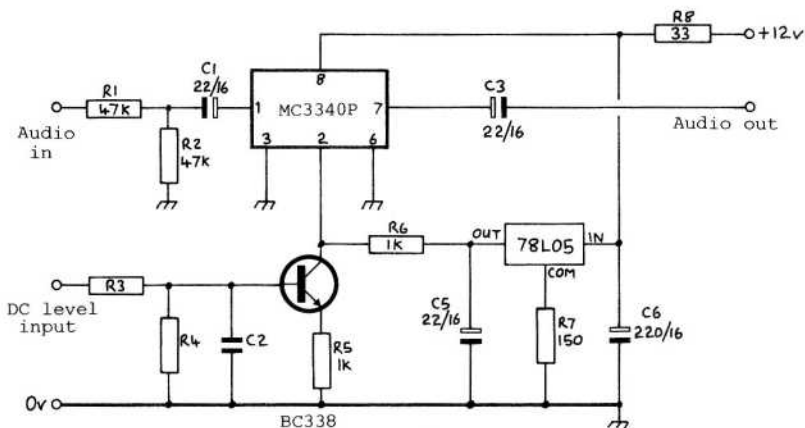 R8
33
+12v
C1
22/16
8
C3
R1
47K
1
MC3340P
7
Audio
in
R2
47K
3
2
6
22/16
Audio out
R6
1K
OUT
78L05
IN
COM
R3
DC level
input
R4
C2
R5
1K
C5
22/16
R7
150
C6
220/16
0v
BC338